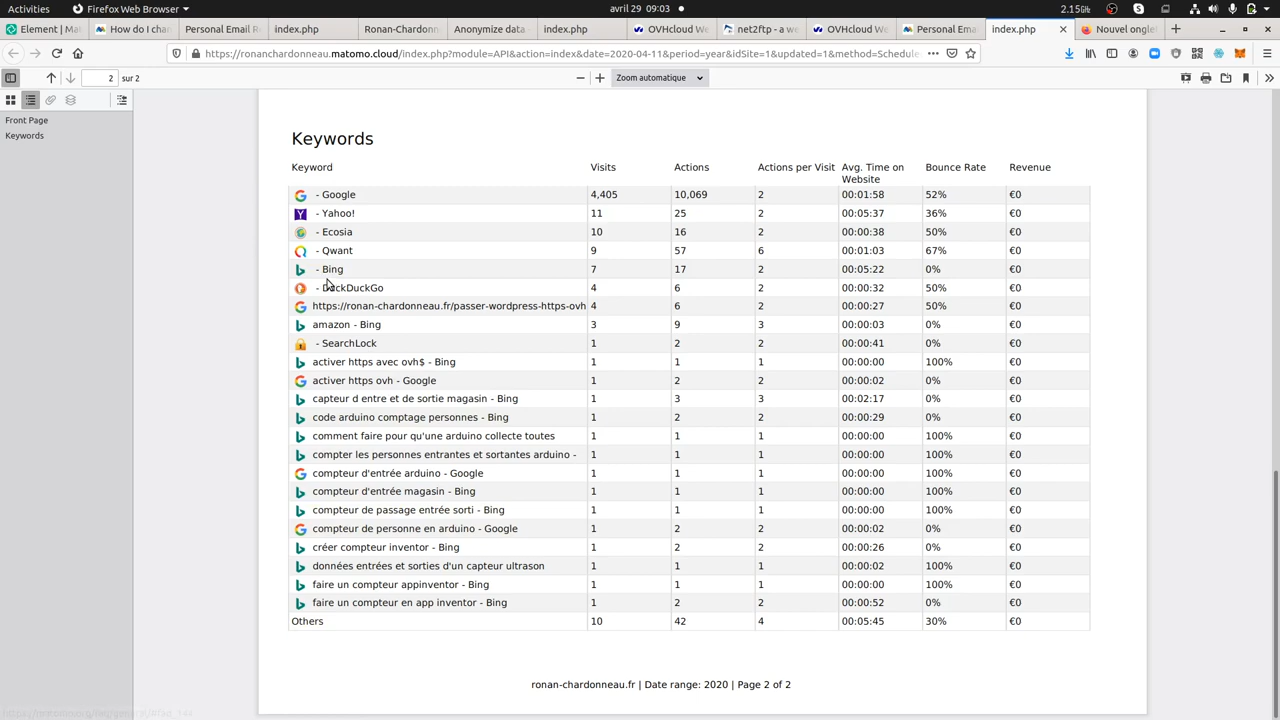 Activities Firefox Web Browser avril 29 09:03 2.15
Element | Ma How do I char Personal Email R index.php Ronan-Chardonn Anonymize data index.php OVHcloud We net2ftp - a we OVHcloud We Personal Ema index.php Nouvel onglet
https://ronanchardonneau.matomo.cloud/index.php?module=API&action=index&date=2020-04-11&period=year&idSite=1&updated=1&method=Schedule
2 sur 2 Zoom automatique
Front Page
Keywords
Keywords
Keyword Visits Actions Actions per Visit Avg. Time on Website Bounce Rate Revenue
- Google 4,405 10,069 2 00:01:58 52% €0
- Yahoo! 11 25 2 00:05:37 36% €0
- Ecosia 10 16 2 00:00:38 50% €0
- Qwant 9 57 6 00:01:03 67% €0
- Bing 7 17 2 00:05:22 0% €0
- DuckDuckGo 4 6 2 00:00:32 50% €0
https://ronan-chardonneau.fr/passer-wordpress-https-ovh 4 6 2 00:00:27 50% €0
amazon - Bing 3 9 3 00:00:03 0% €0
- SearchLock 1 2 2 00:00:41 0% €0
activer https avec ovh$ - Bing 1 1 1 00:00:00 100% €0
activer https ovh - Google 1 2 2 00:00:02 0% €0
capteur d entre et de sortie magasin - Bing 1 3 3 00:02:17 0% €0
code arduino comptage personnes - Bing 1 2 2 00:00:29 0% €0
comment faire pour qu'une arduino collecte toutes 1 1 1 00:00:00 100% €0
compter les personnes entrantes et sortantes arduino - 1 1 1 00:00:00 100% €0
compteur d'entrée arduino - Google 1 1 1 00:00:00 100% €0
compteur d'entrée magasin - Bing 1 1 1 00:00:00 100% €0
compteur de passage entrée sorti - Bing 1 1 1 00:00:00 100% €0
compteur de personne en arduino - Google 1 2 2 00:00:02 0% €0
créer compteur inventor - Bing 1 2 2 00:00:26 0% €0
données entrées et sorties d'un capteur ultrason 1 1 1 00:00:02 100% €0
faire un compteur appinventor - Bing 1 1 1 00:00:00 100% €0
faire un compteur en app inventor - Bing 1 2 2 00:00:52 0% €0
Others 10 42 4 00:05:45 30% €0
ronan-chardonneau.fr | Date range: 2020 | Page 2 of 2